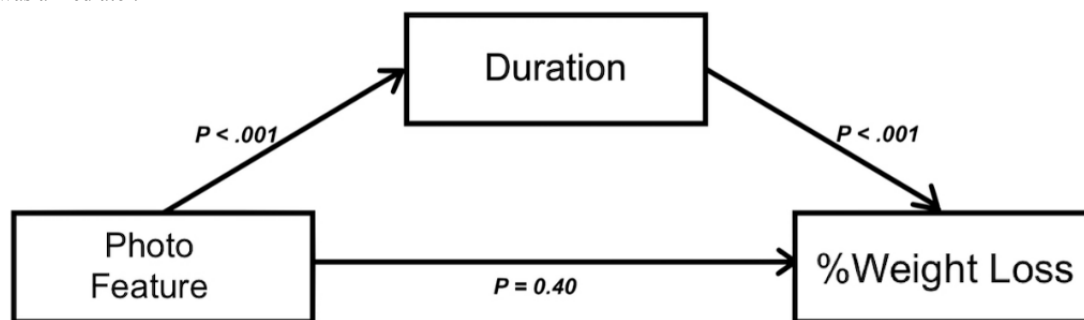 Duration
P < .001
P < .001
Photo
Feature
%Weight Loss
P = 0.40